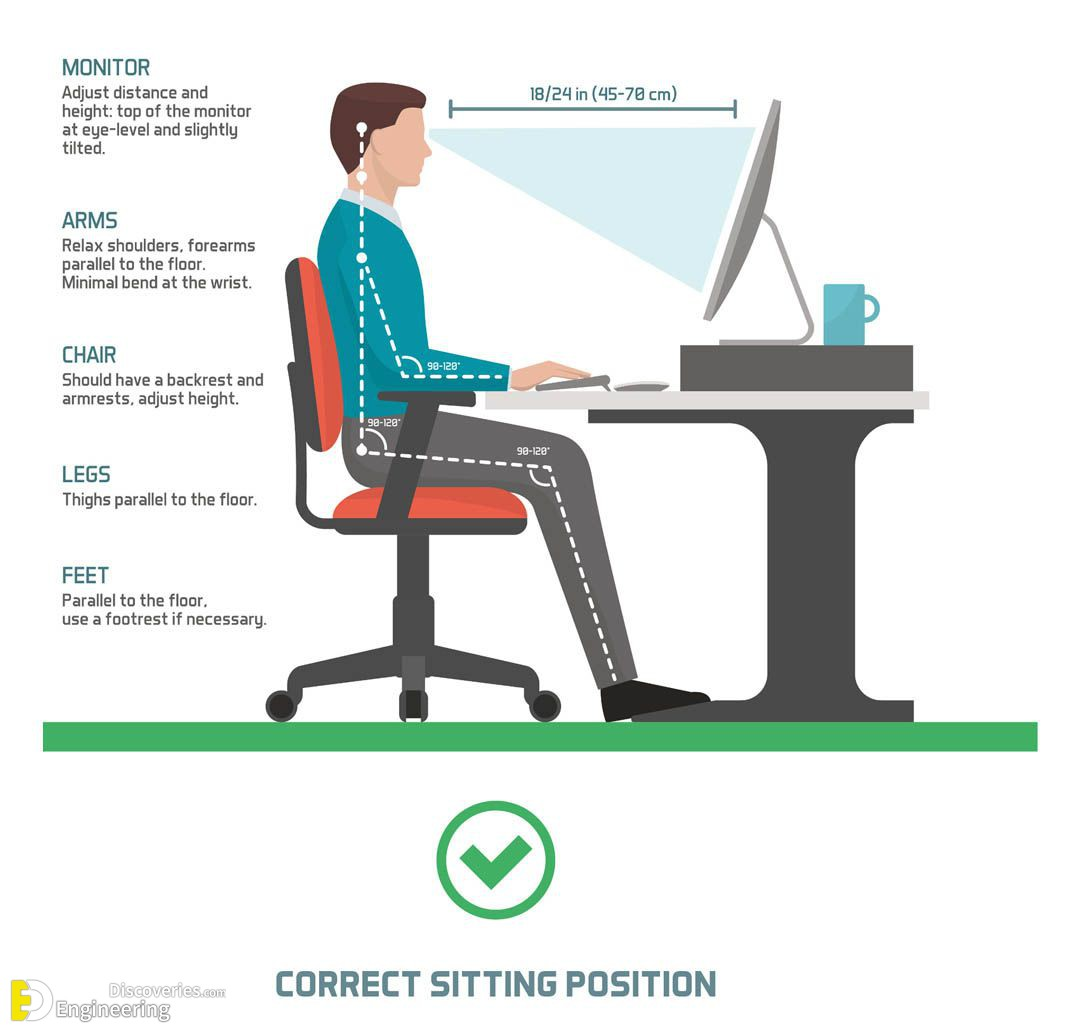 MONITOR
Adjust distance and
height: top of the monitor
at eye-level and slightly
tilted.
18/24 in (45-70 cm)
ARMS
Relax shoulders, forearms
parallel to the floor.
Minimal bend at the wrist.
CHAIR
Should have a backrest and
armrests, adjust height.
90-120°
90-120°
90-120°
LEGS
Thighs parallel to the floor.
FEET
Parallel to the floor,
use a footrest if necessary.
CORRECT SITTING POSITION
ED
Discoveries.com
Engineering